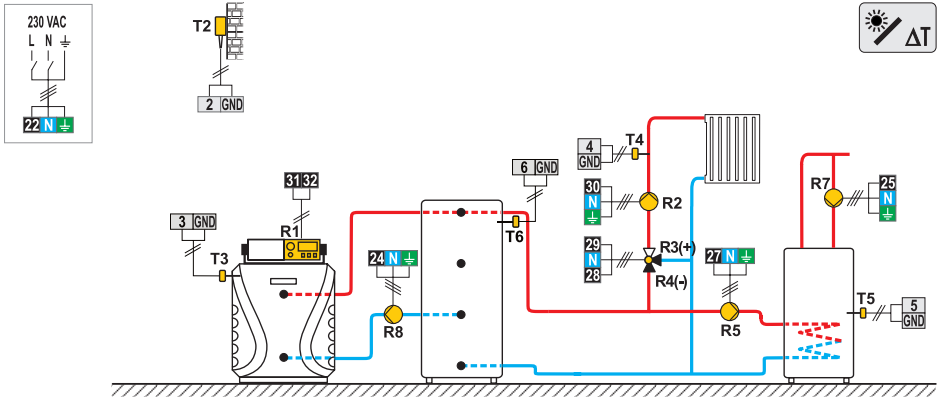 230 VAC
L N
22 N
T2
2 GND
ΔT
3 GND
T3
31 32
R1
24 N
R8
6 GND
T6
4
GND
T4
30
N
R2
29
N
28
R3(+)
R4(-)
27 N
R5
R7
25
N
T5
5
GND